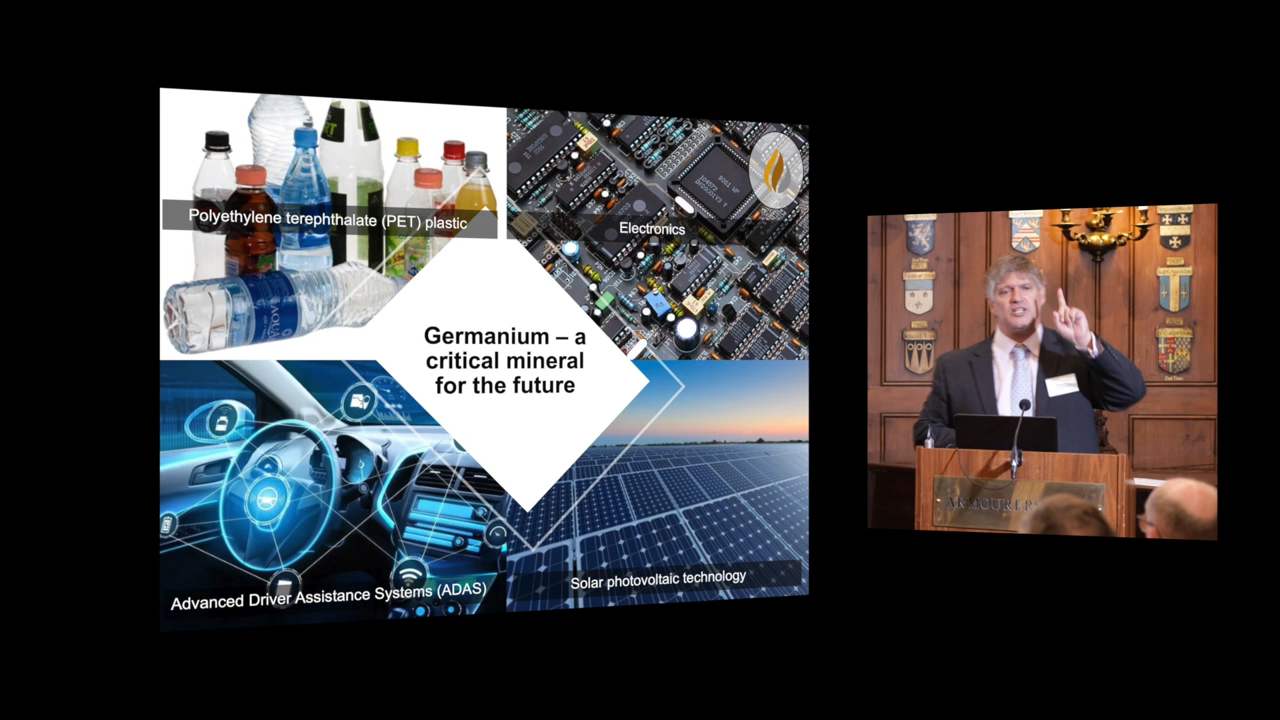 Polyethylene terephthalate (PET) plastic
Electronics
Germanium – a
critical mineral
for the future
Advanced Driver Assistance Systems (ADAS)
Solar photovoltaic technology
ARMOURERS